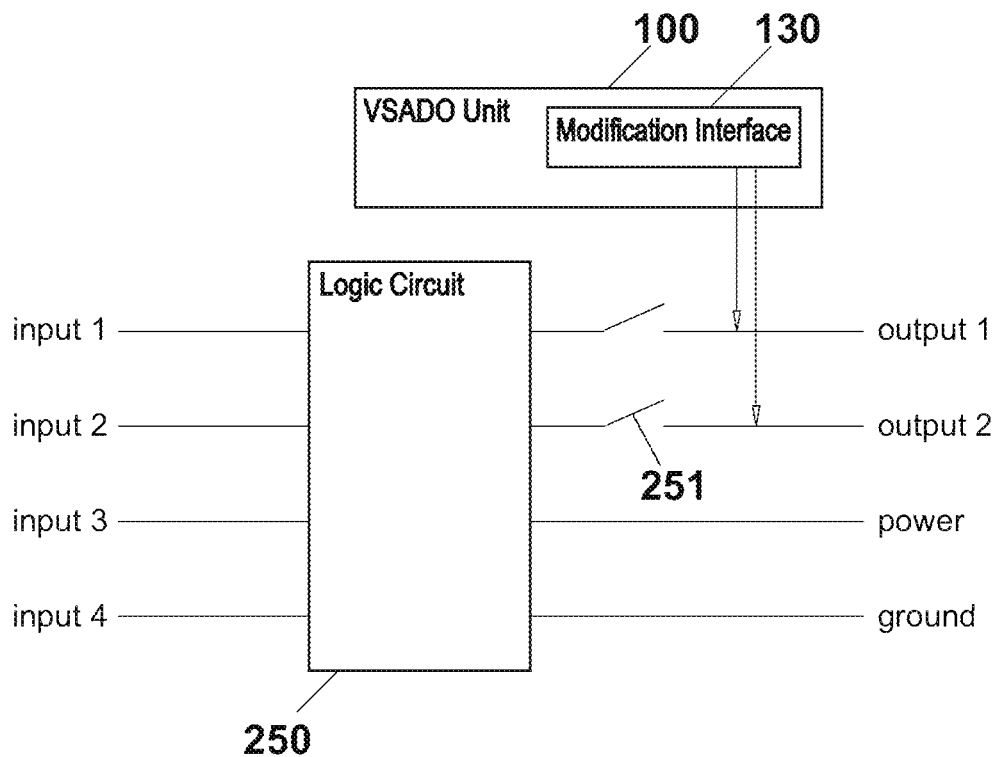 100
130
VSADO Unit
Modification Interface
Logic Circuit
input 1
output 1
input 2
output 2
251
input 3
power
input 4
ground
250